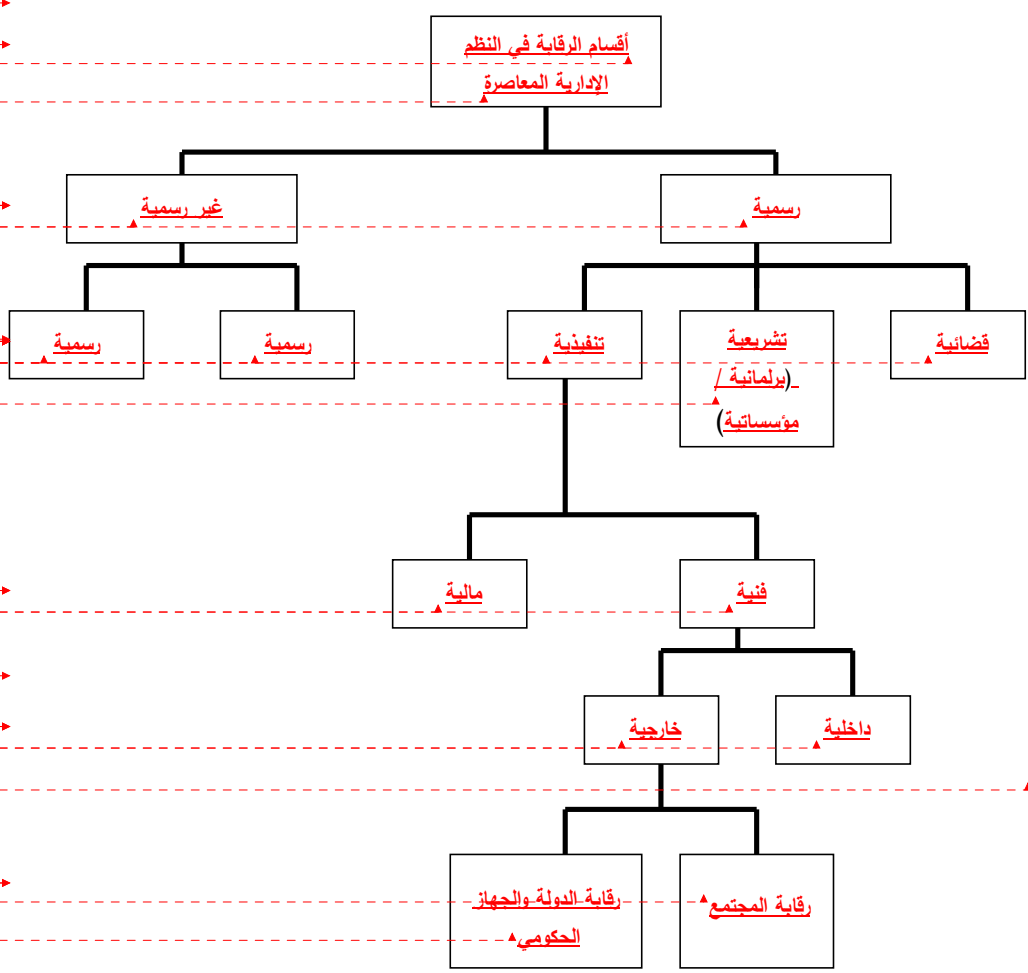 أقسام الرقابة في النظم
الإدارية المعاصرة
رسمية
غير رسمية
قضائية
تشريعية
(برلمانية /
مؤسساتية)
تنفيذية
رسمية
رسمية
فنية
مالية
داخلية
خارجية
رقابة المجتمع
رقابة الدولة والجهاز
الحكومي